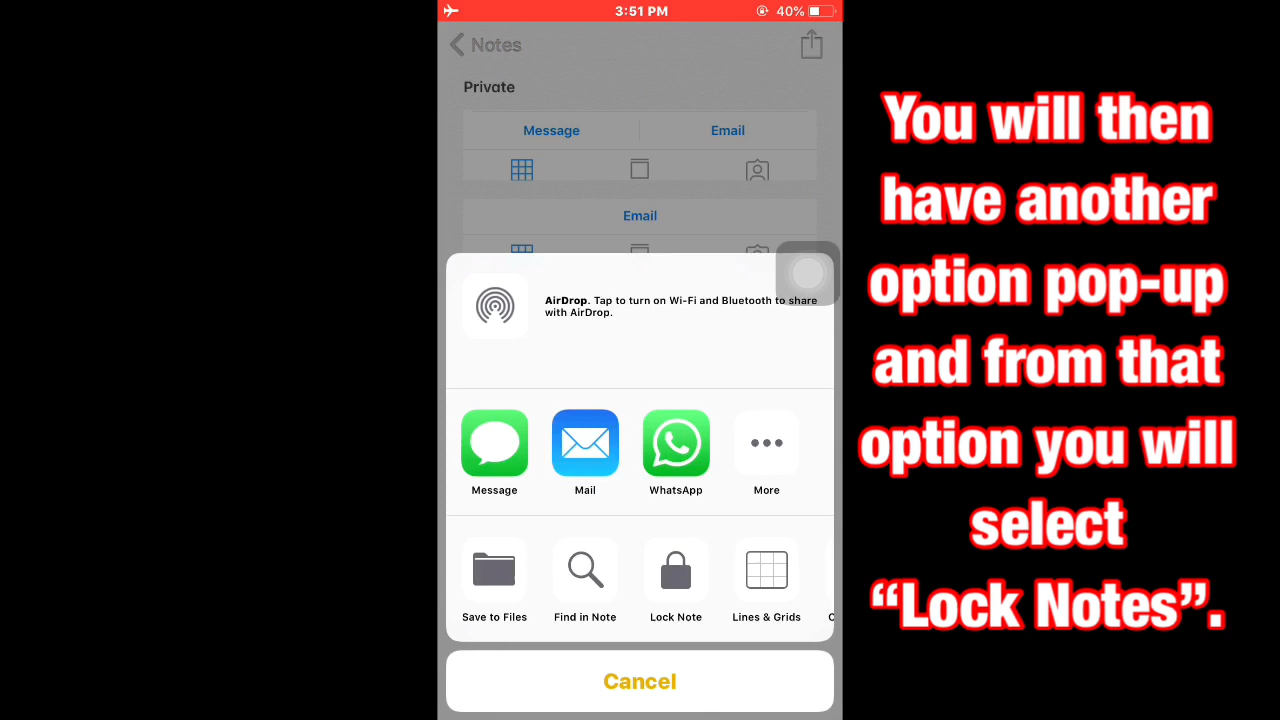 3:51 PM
40%
Notes
Private
Message Email
Email
AirDrop. Tap to turn on Wi-Fi and Bluetooth to share
with AirDrop.
Message Mail WhatsApp More
Save to Files Find in Note Lock Note Lines & Grids
Cancel
You will then
have another
option pop-up
and from that
option you will
select
“Lock Notes”.